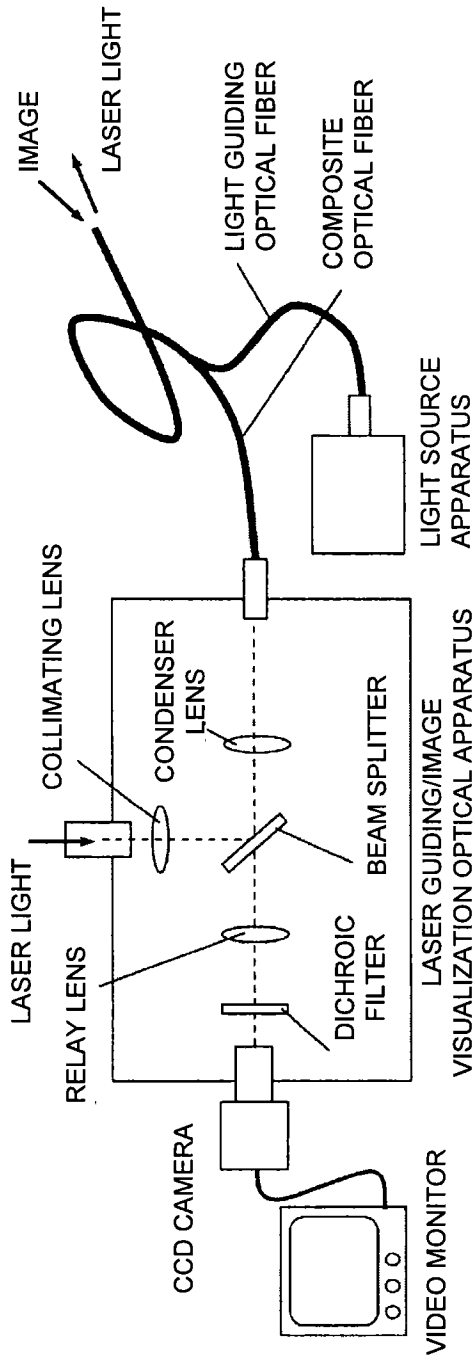 LASER LIGHT
COLLIMATING LENS
RELAY LENS
CONDENSER
LENS
IMAGE
LASER LIGHT
CCD CAMERA
DICHROIC
FILTER
BEAM SPLITTER
LIGHT GUIDING
OPTICAL FIBER
COMPOSITE
OPTICAL FIBER
VIDEO MONITOR
LASER GUIDING/IMAGE
VISUALIZATION OPTICAL APPARATUS
LIGHT SOURCE
APPARATUS